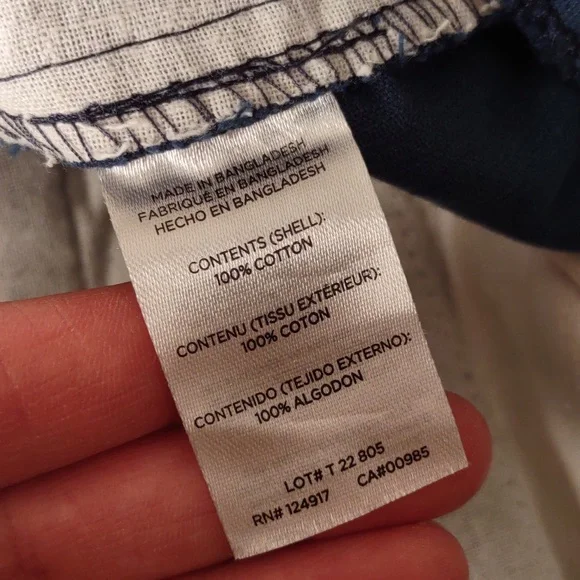 MADE IN BANGLADESH
FABRIQUÉ EN BANGLADESH
HECHO EN BANGLADESH
CONTENTS (SHELL):
100% COTTON
CONTENU (TISSU EXTÉRIEUR):
100% COTON
CONTENIDO (TEJIDO EXTERNO):
100% ALGODON
LOT# T 22 805
RN# 124917 CA#00985